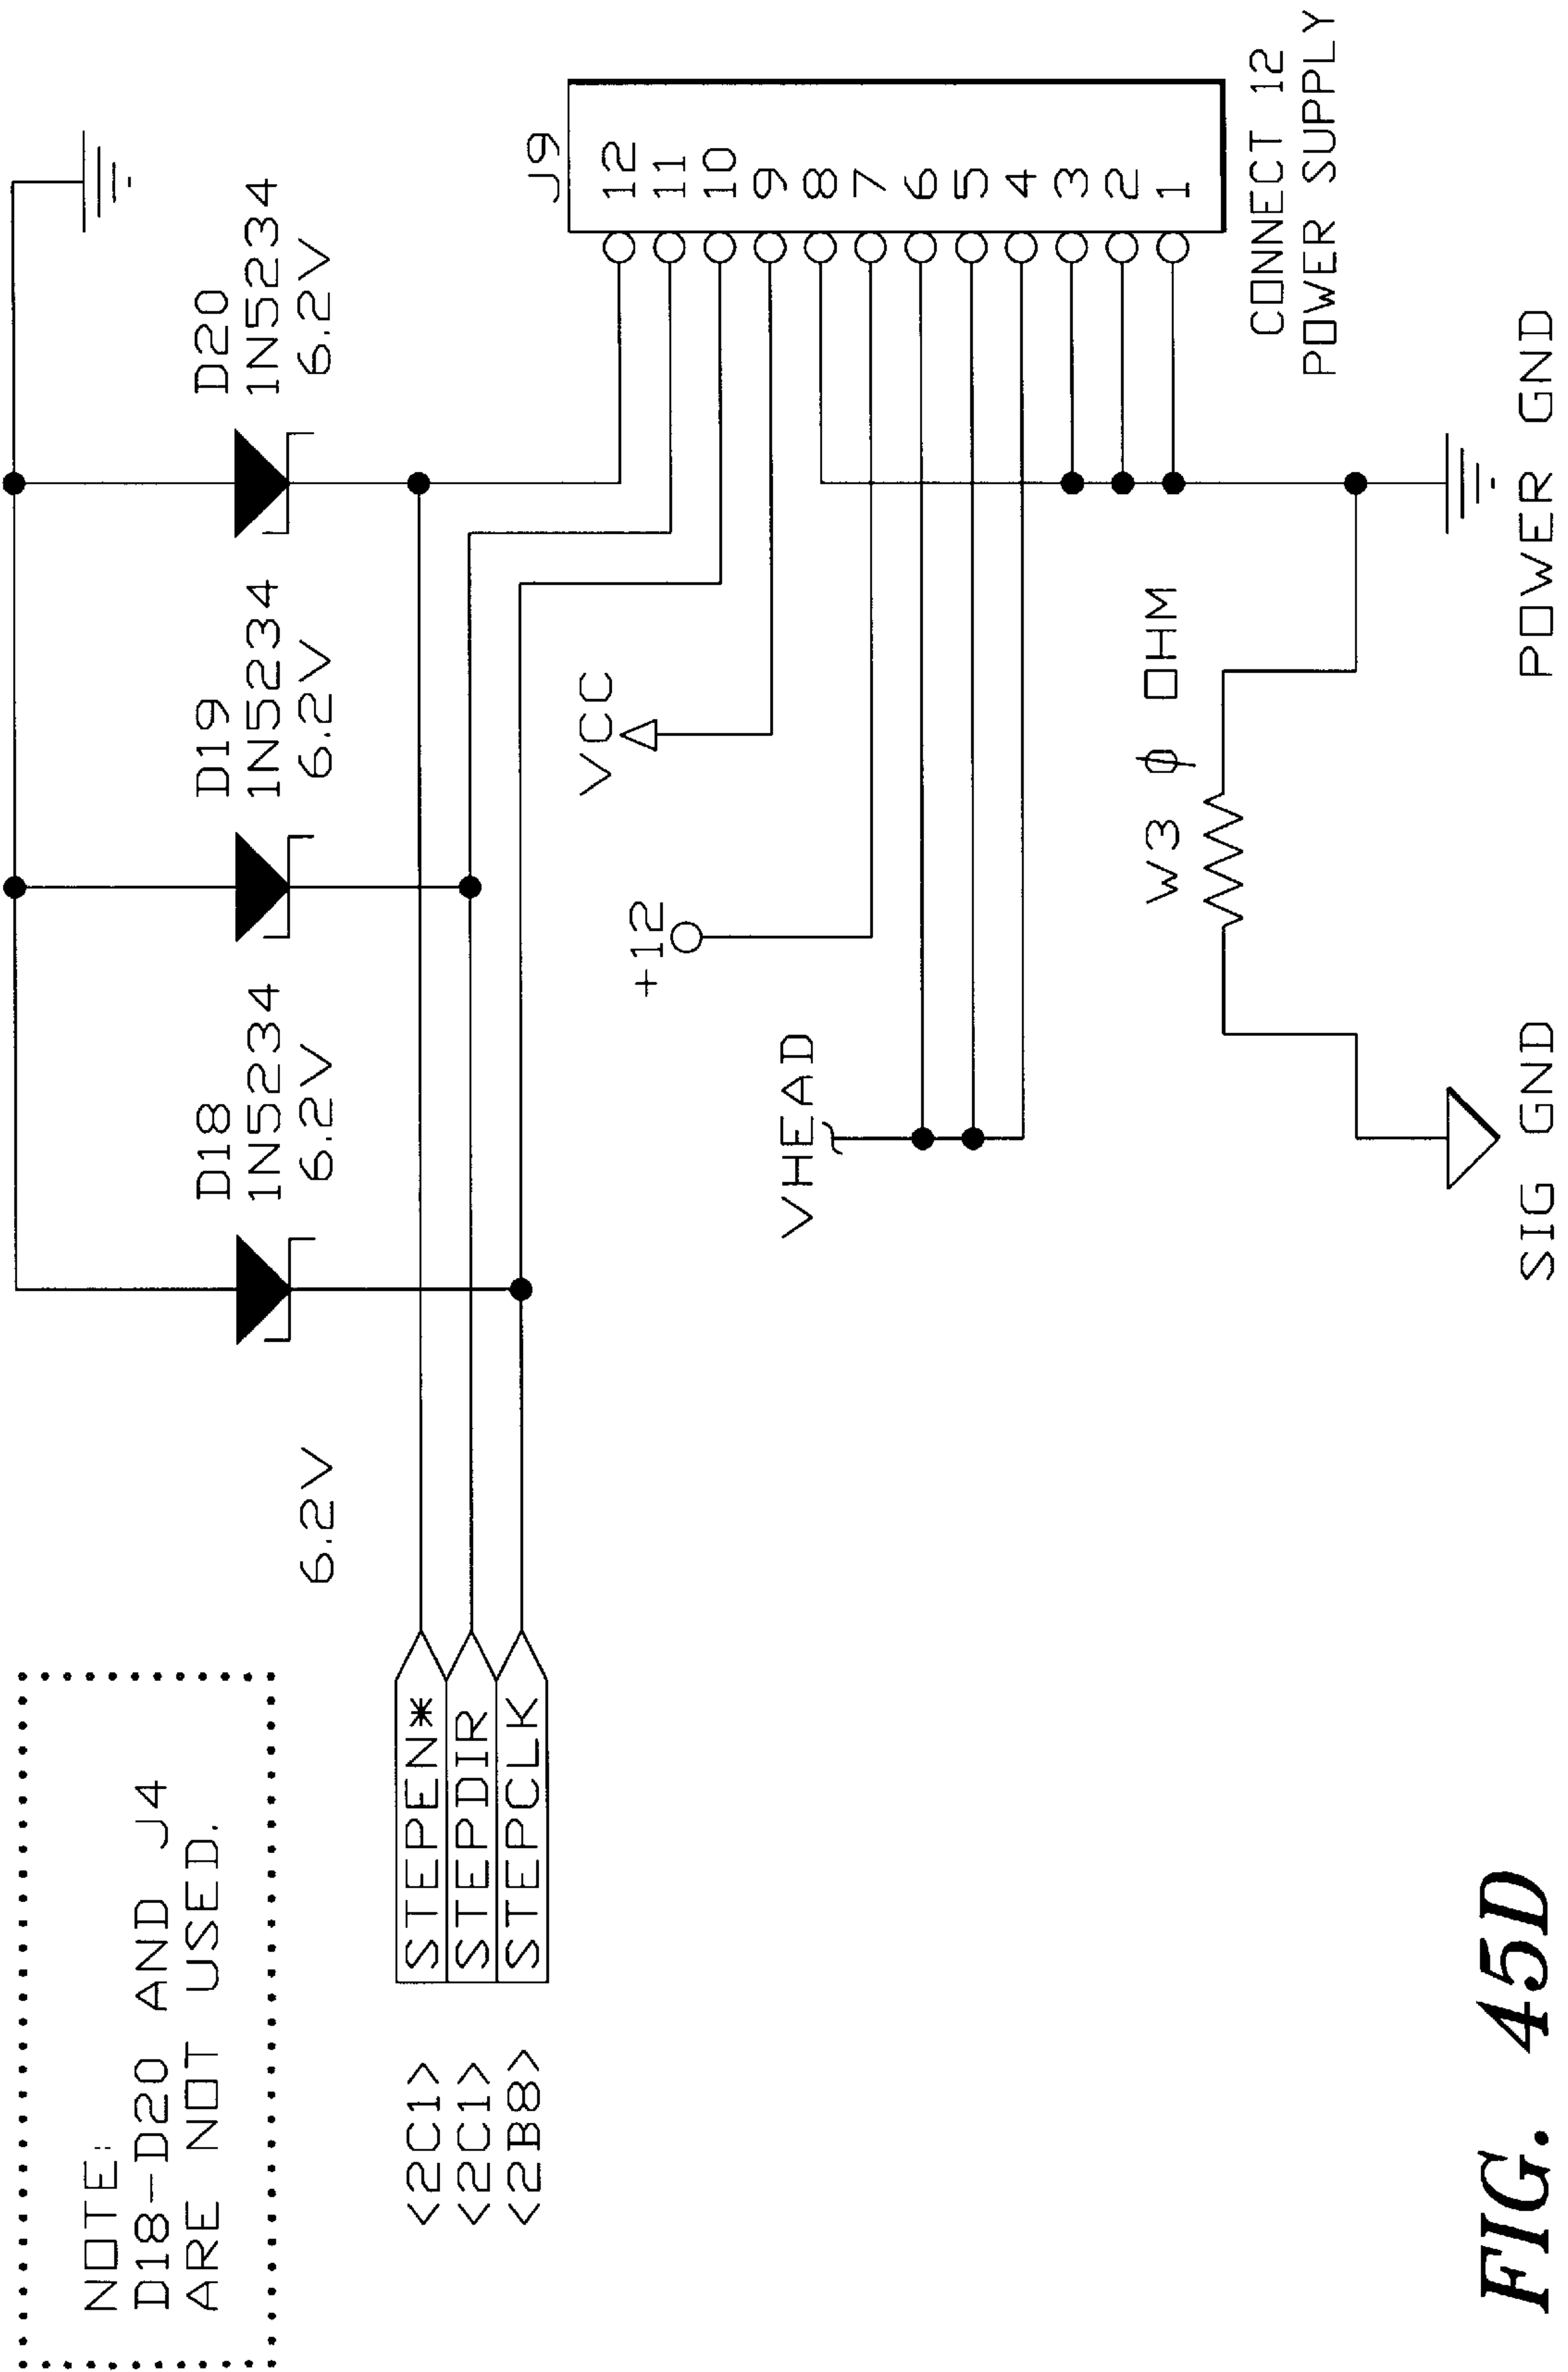 NOTE:
D18-D20 AND J4
ARE NOT USED.
6.2V
D18
1N5234
6.2V
D19
1N5234
6.2V
D20
1N5234
6.2V
<2C1> STEPEN*
<2C1> STEPDIR
<2B8> STEPCLK
J9
12
11
10
9
8
7
6
5
4
3
2
1
CONNECT 12
POWER SUPPLY
VCC
+12
VHEAD
W3 φ OHM
SIG GND
POWER GND
FIG. 45D